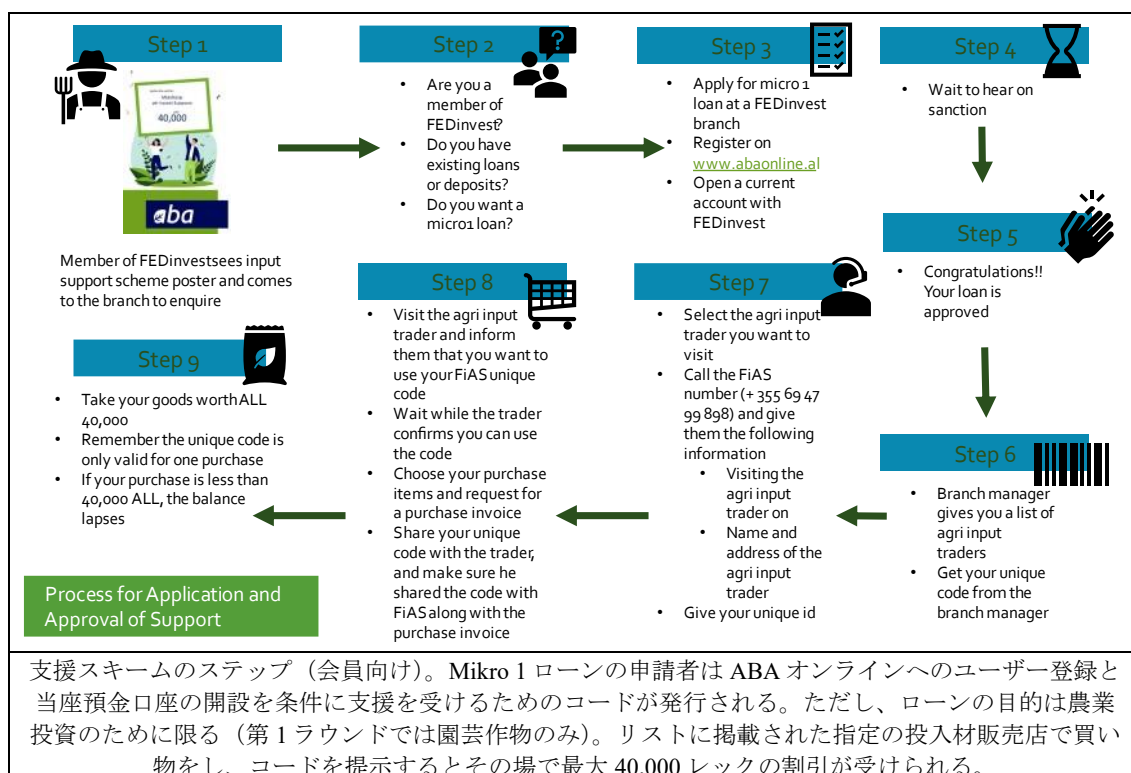 Step 1
40,000
aba
Member of FEDinvestsees input
support scheme poster and comes
to the branch to enquire
Step 2
• Are you a
member of
FEDinvest?
• Do you have
existing loans
or deposits?
• Do you want a
micro1 loan?
Step 3
• Apply for micro 1
loan at a FEDinvest
branch
• Register on
www.abaonline.al
• Open a current
account with
FEDinvest
Step 4
• Wait to hear on
sanction
Step 5
• Congratulations!!
Your loan is
approved
Step 6
• Branch manager
gives you a list of
agri input
traders
• Get your unique
code from the
branch manager
Step 7
• Select the agri input
trader you want to
visit
• Call the FiAS
number (+ 355 69 47
99 898) and give
them the following
information
• Visiting the
agri input
trader on
• Name and
address of the
agri input
trader
• Give your unique id
Step 8
• Visit the agri input
trader and inform
them that you want to
use your FiAS unique
code
• Wait while the trader
confirms you can use
the code
• Choose your purchase
items and request for
a purchase invoice
• Share your unique
code with the trader,
and make sure he
shared the code with
FiAS along with the
purchase invoice
Step 9
• Take your goods worth ALL
40,000
• Remember the unique code is
only valid for one purchase
• If your purchase is less than
40,000 ALL, the balance
lapses
Process for Application and
Approval of Support
支援スキームのステップ（会員向け）。Mikro 1 ローンの申請者は ABA オンラインへのユーザー登録と
当座預金口座の開設を条件に支援を受けるためのコードが発行される。ただし、ローンの目的は農業
投資のために限る（第 1 ラウンドでは園芸作物のみ）。リストに掲載された指定の投入材販売店で買い
物をし、コードを提示するとその場で最大 40,000 レックの割引が受けられる。